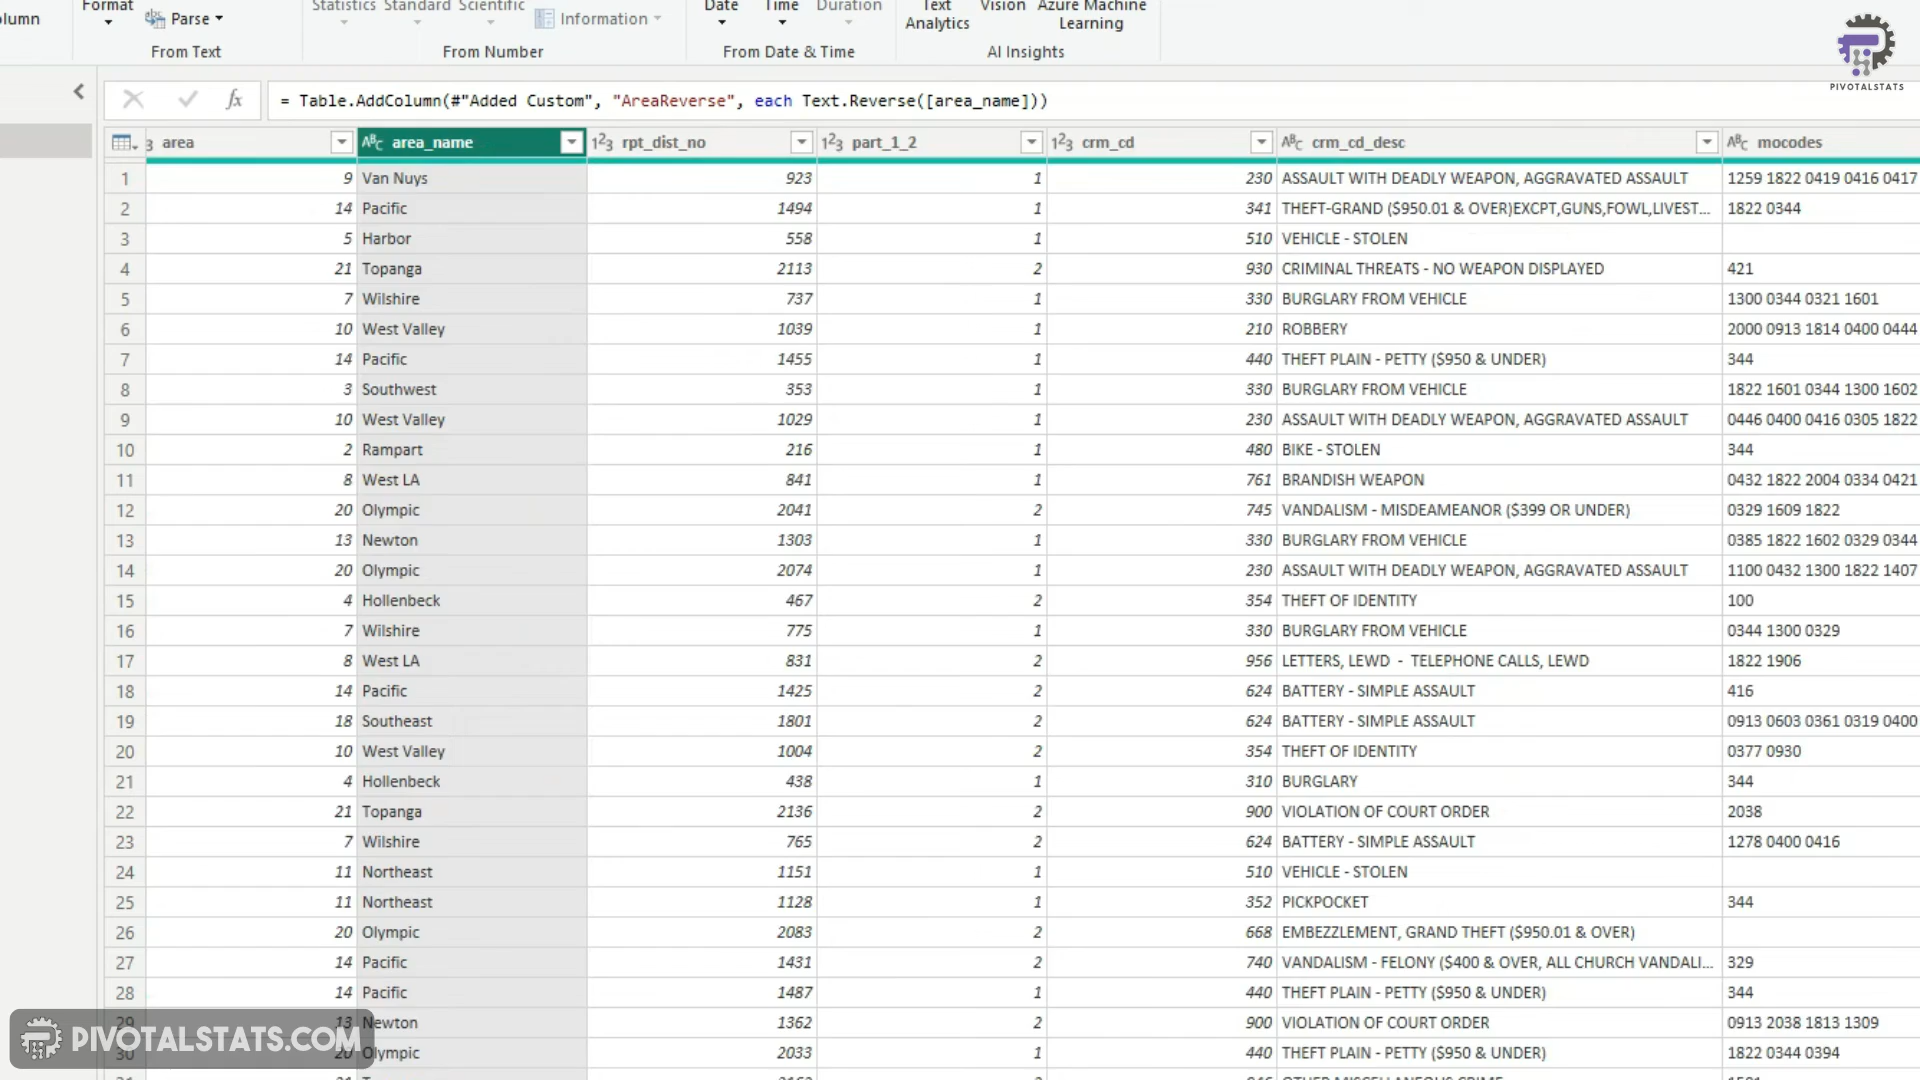 Format Statistics Standard Scientific Date Time Duration Text Vision Azure Machine
Parse Information Analytics Learning
From Text From Number From Date & Time AI Insights
PIVOTALSTATS
fx = Table.AddColumn(#"Added Custom", "AreaReverse", each Text.Reverse([area_name]))
area ABC area_name 123 rpt_dist_no 123 part_1_2 123 crm_cd ABC crm_cd_desc ABC mocodes
1 9 Van Nuys 923 1 230 ASSAULT WITH DEADLY WEAPON, AGGRAVATED ASSAULT 1259 1822 0419 0416 0417
2 14 Pacific 1494 1 341 THEFT-GRAND ($950.01 & OVER)EXCPT,GUNS,FOWL,LIVEST... 1822 0344
3 5 Harbor 558 1 510 VEHICLE - STOLEN
4 21 Topanga 2113 2 930 CRIMINAL THREATS - NO WEAPON DISPLAYED 421
5 7 Wilshire 737 1 330 BURGLARY FROM VEHICLE 1300 0344 0321 1601
6 10 West Valley 1039 1 210 ROBBERY 2000 0913 1814 0400 0444
7 14 Pacific 1455 1 440 THEFT PLAIN - PETTY ($950 & UNDER) 344
8 3 Southwest 353 1 330 BURGLARY FROM VEHICLE 1822 1601 0344 1300 1602
9 10 West Valley 1029 1 230 ASSAULT WITH DEADLY WEAPON, AGGRAVATED ASSAULT 0446 0400 0416 0305 1822
10 2 Rampart 216 1 480 BIKE - STOLEN 344
11 8 West LA 841 1 761 BRANDISH WEAPON 0432 1822 2004 0334 0421
12 20 Olympic 2041 2 745 VANDALISM - MISDEAMEANOR ($399 OR UNDER) 0329 1609 1822
13 13 Newton 1303 1 330 BURGLARY FROM VEHICLE 0385 1822 1602 0329 0344
14 20 Olympic 2074 1 230 ASSAULT WITH DEADLY WEAPON, AGGRAVATED ASSAULT 1100 0432 1300 1822 1407
15 4 Hollenbeck 467 2 354 THEFT OF IDENTITY 100
16 7 Wilshire 775 1 330 BURGLARY FROM VEHICLE 0344 1300 0329
17 8 West LA 831 2 956 LETTERS, LEWD - TELEPHONE CALLS, LEWD 1822 1906
18 14 Pacific 1425 2 624 BATTERY - SIMPLE ASSAULT 416
19 18 Southeast 1801 2 624 BATTERY - SIMPLE ASSAULT 0913 0603 0361 0319 0400
20 10 West Valley 1004 2 354 THEFT OF IDENTITY 0377 0930
21 4 Hollenbeck 438 1 310 BURGLARY 344
22 21 Topanga 2136 2 900 VIOLATION OF COURT ORDER 2038
23 7 Wilshire 765 2 624 BATTERY - SIMPLE ASSAULT 1278 0400 0416
24 11 Northeast 1151 1 510 VEHICLE - STOLEN
25 11 Northeast 1128 1 352 PICKPOCKET 344
26 20 Olympic 2083 2 668 EMBEZZLEMENT, GRAND THEFT ($950.01 & OVER)
27 14 Pacific 1431 2 740 VANDALISM - FELONY ($400 & OVER, ALL CHURCH VANDALI... 329
28 14 Pacific 1487 1 440 THEFT PLAIN - PETTY ($950 & UNDER) 344
29 13 Newton 1362 2 900 VIOLATION OF COURT ORDER 0913 2038 1813 1309
PIVOTALSTATS.COM
30 20 Olympic 2033 1 440 THEFT PLAIN - PETTY ($950 & UNDER) 1822 0344 0394